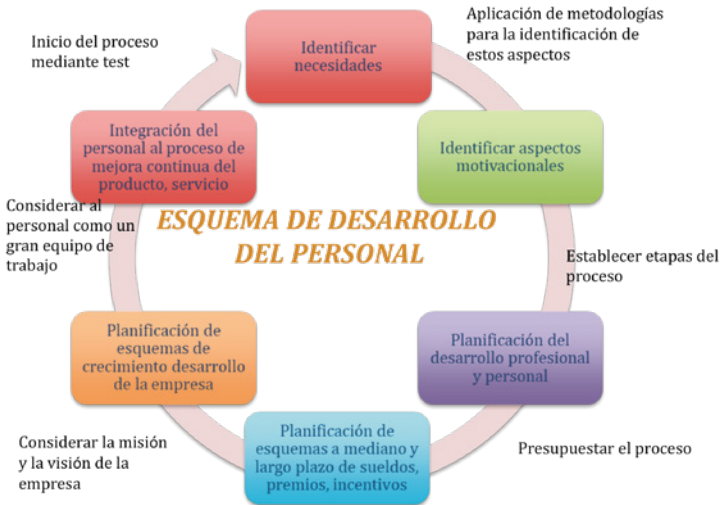 Inicio del proceso
mediante test
Identificar
necesidades
Aplicación de metodologías
para la identificación de
estos aspectos
Integración del
personal al proceso de
mejora continua del
producto, servicio
Identificar aspectos
motivacionales
Considerar al
personal como un
gran equipo de
trabajo
ESQUEMA DE DESARROLLO
DEL PERSONAL
Establecer etapas del
proceso
Planificación de
esquemas de
crecimiento desarrollo
de la empresa
Planificación del
desarrollo profesional
y personal
Considerar la misión
y la visión de la
empresa
Planificación de
esquemas a mediano y
largo plazo de sueldos,
premios, incentivos
Presupuestar el proceso